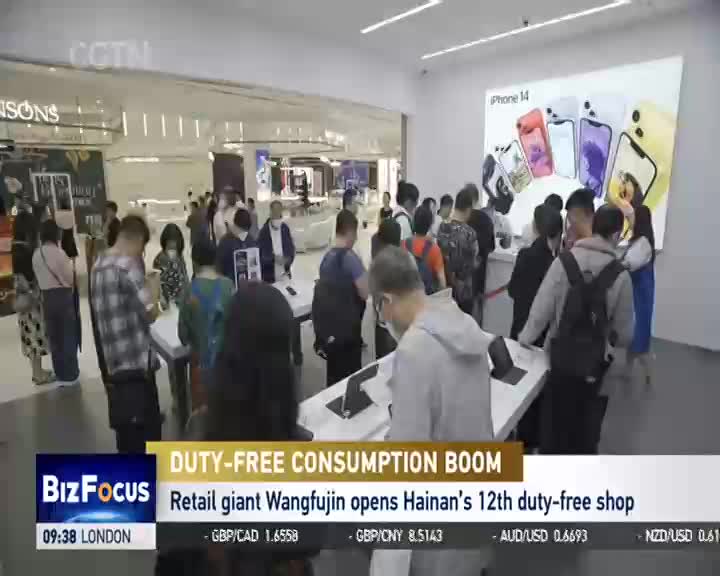 CGTN
iPhone 14
NSONS
DUTY-FREE CONSUMPTION BOOM
BizFocus
Retail giant Wangfujin opens Hainan's 12th duty-free shop
09:38 LONDON
- GBP/CAD 1.6558 - GBP/CNY 8.5143 - AUD/USD 0.6693 - NZD/USD 0.61